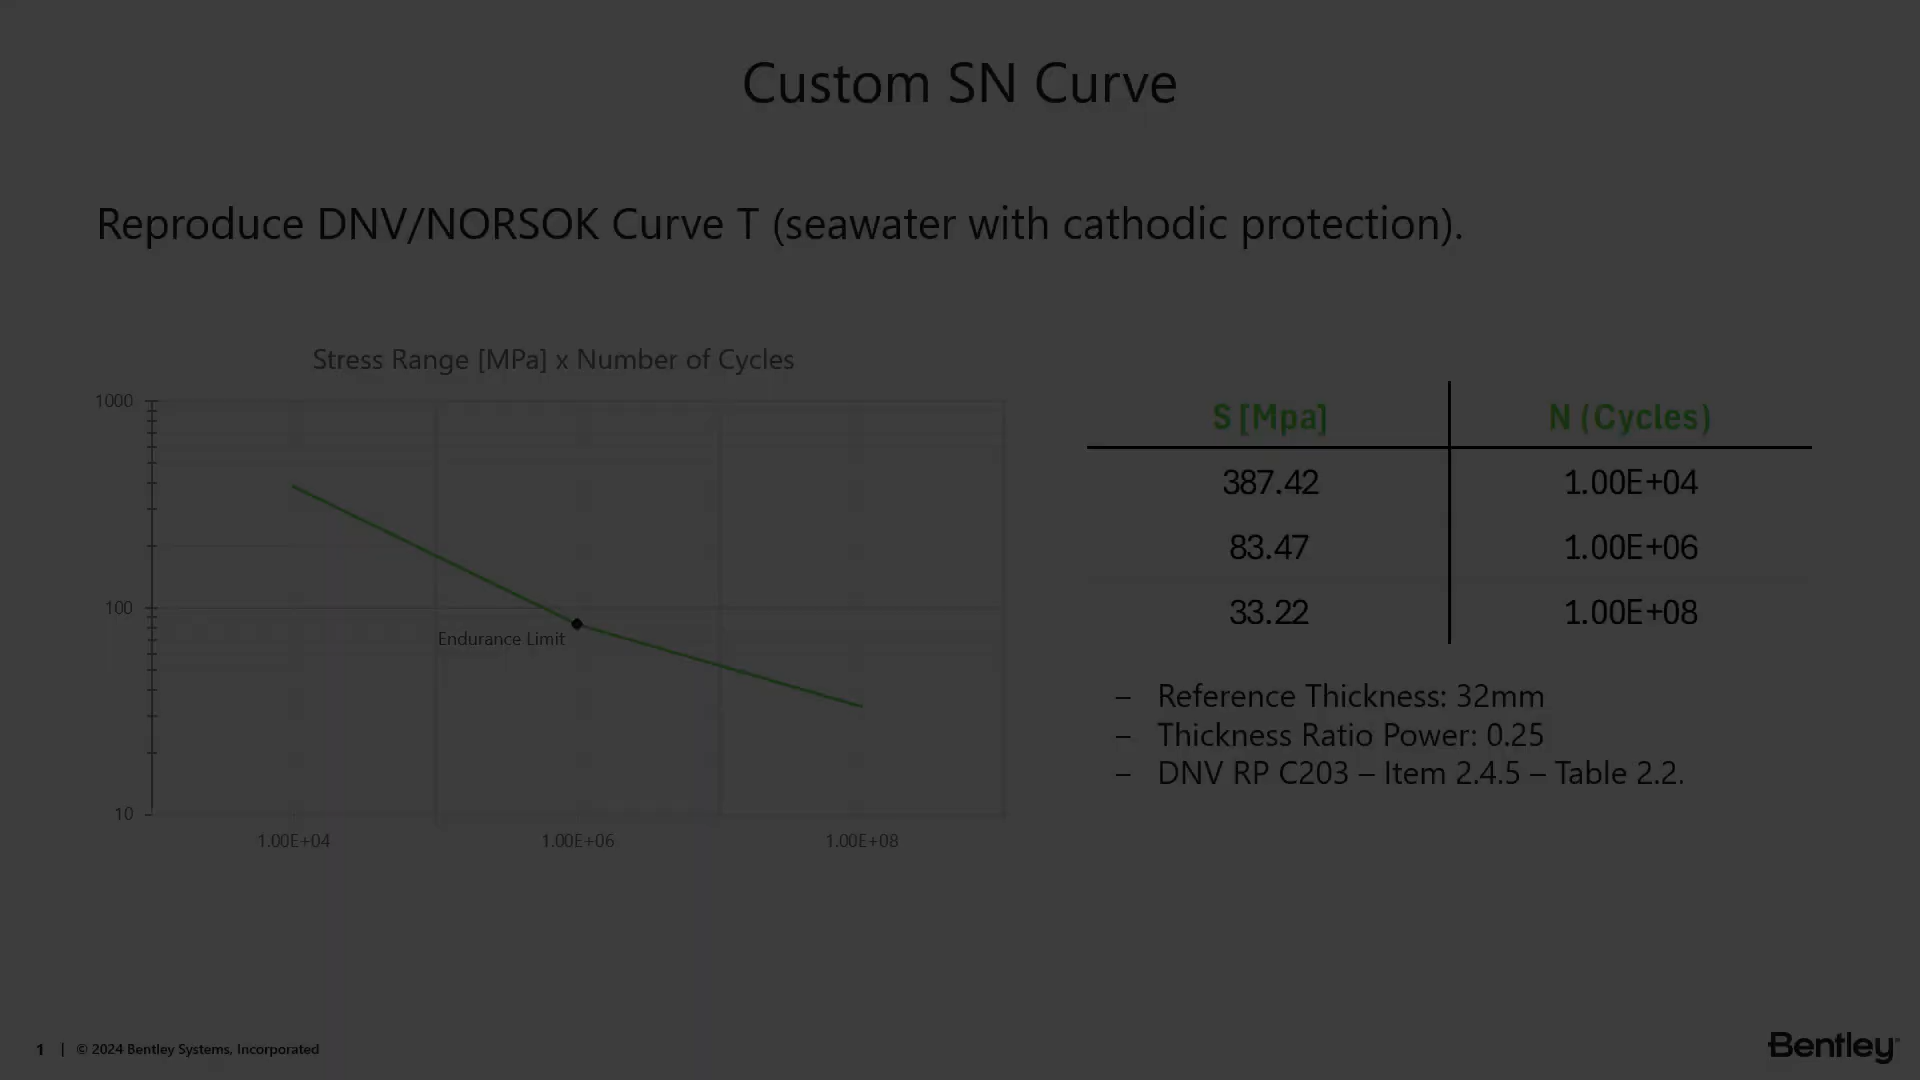 Custom SN Curve
Reproduce DNV/NORSOK Curve T (seawater with cathodic protection).
Stress Range [MPa] x Number of Cycles
1000
100
10
Endurance Limit
1.00E+04 1.00E+06 1.00E+08
S [Mpa] N (Cycles)
387.42 1.00E+04
83.47 1.00E+06
33.22 1.00E+08
– Reference Thickness: 32mm
– Thickness Ratio Power: 0.25
– DNV RP C203 – Item 2.4.5 – Table 2.2.
1 | © 2024 Bentley Systems, Incorporated
Bentley